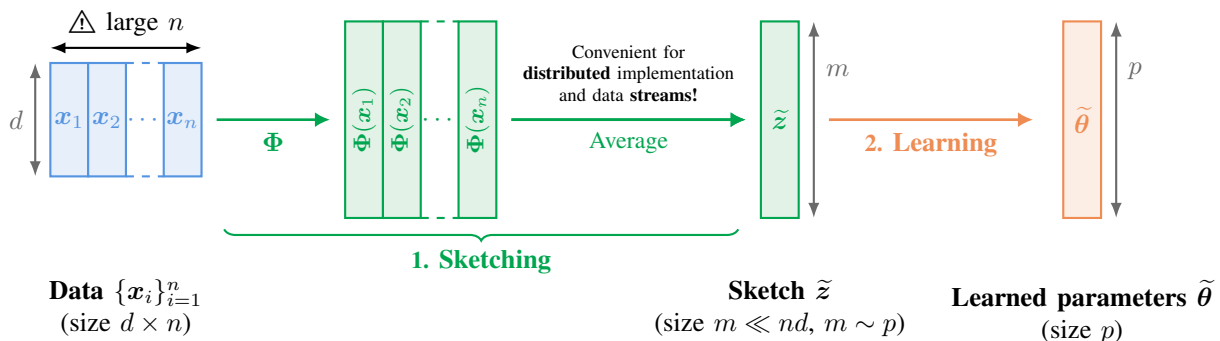 ⚠ large n
d
x₁ x₂ ··· xₙ
Φ
Φ(x₁) Φ(x₂) ··· Φ(xₙ)
Convenient for
distributed implementation
and data streams!
Average
z̃
m
2. Learning
θ̃
p
1. Sketching
Data {xᵢ}ⁿᵢ₌₁
(size d × n)
Sketch z̃
(size m ≪ nd, m ∼ p)
Learned parameters θ̃
(size p)